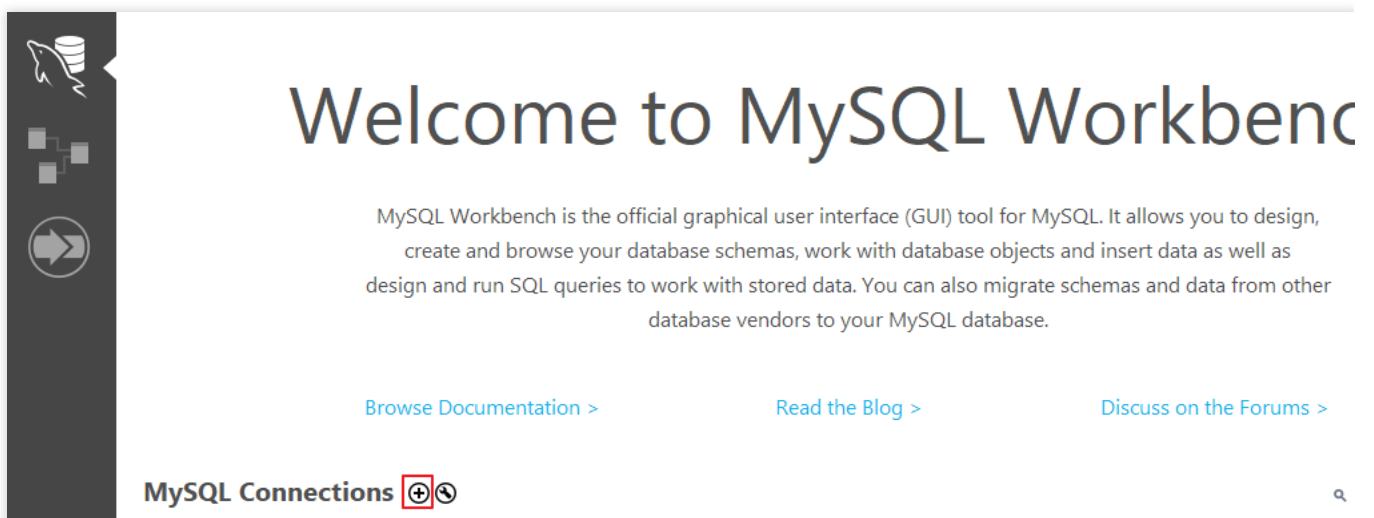 Welcome to MySQL Workbenc
MySQL Workbench is the official graphical user interface (GUI) tool for MySQL. It allows you to design,
create and browse your database schemas, work with database objects and insert data as well as
design and run SQL queries to work with stored data. You can also migrate schemas and data from other
database vendors to your MySQL database.
Browse Documentation >
Read the Blog >
Discuss on the Forums >
MySQL Connections